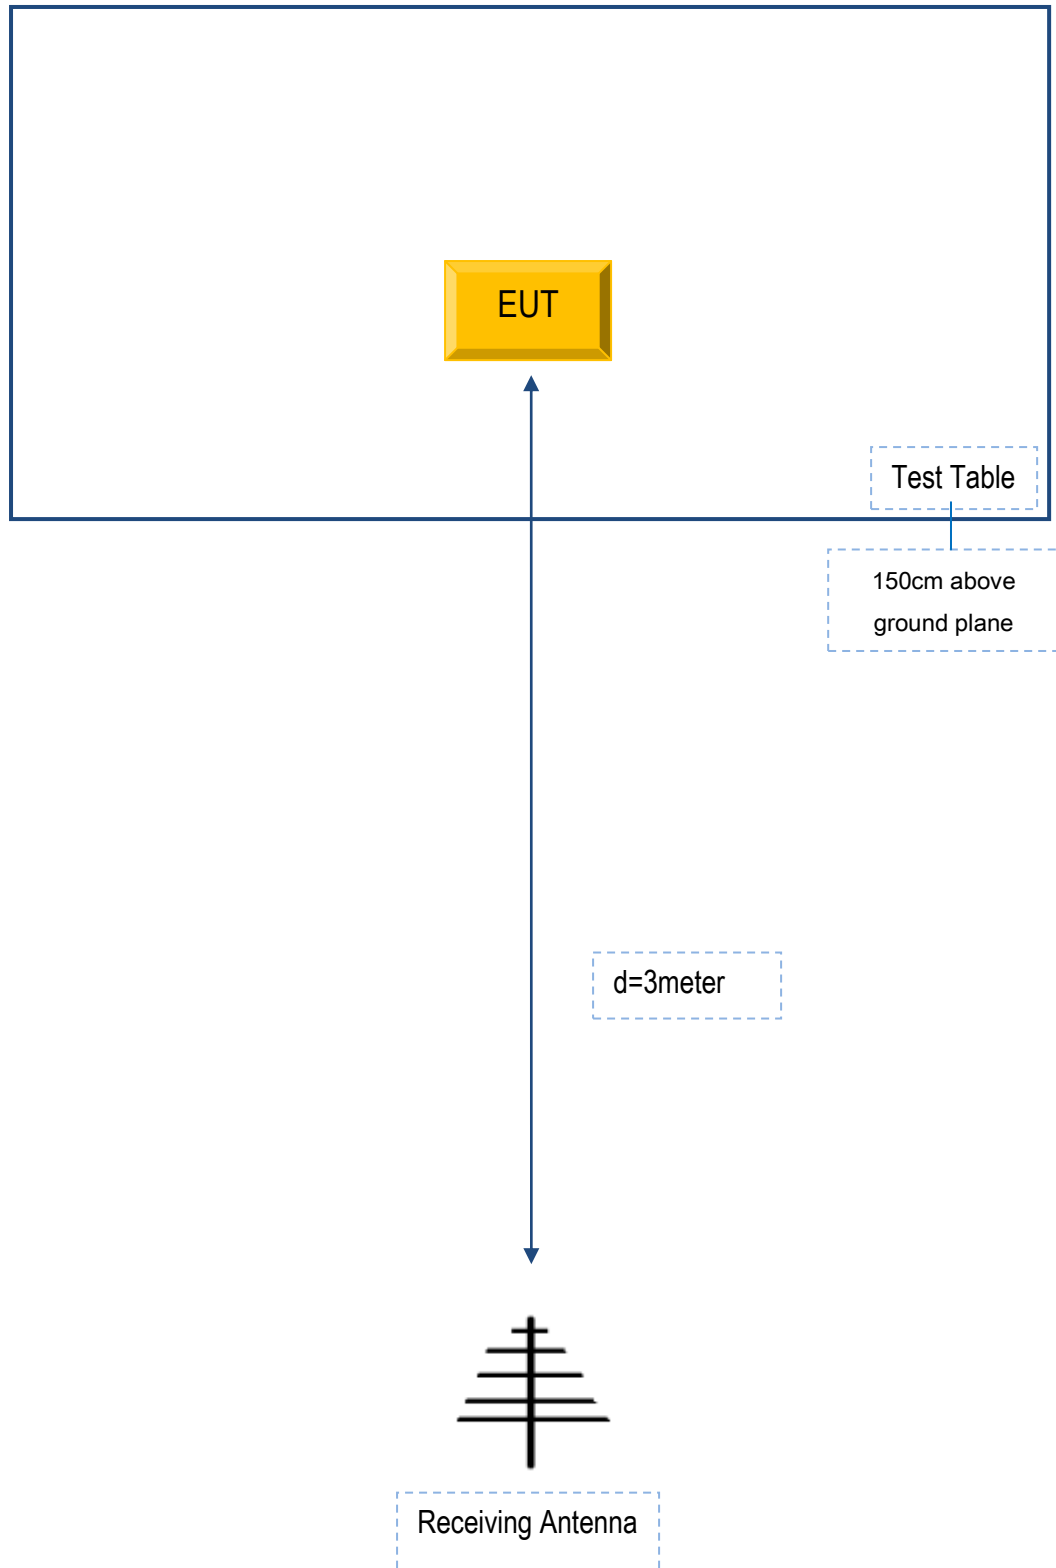 EUT
Test Table
150cm above
ground plane
d=3meter
Receiving Antenna